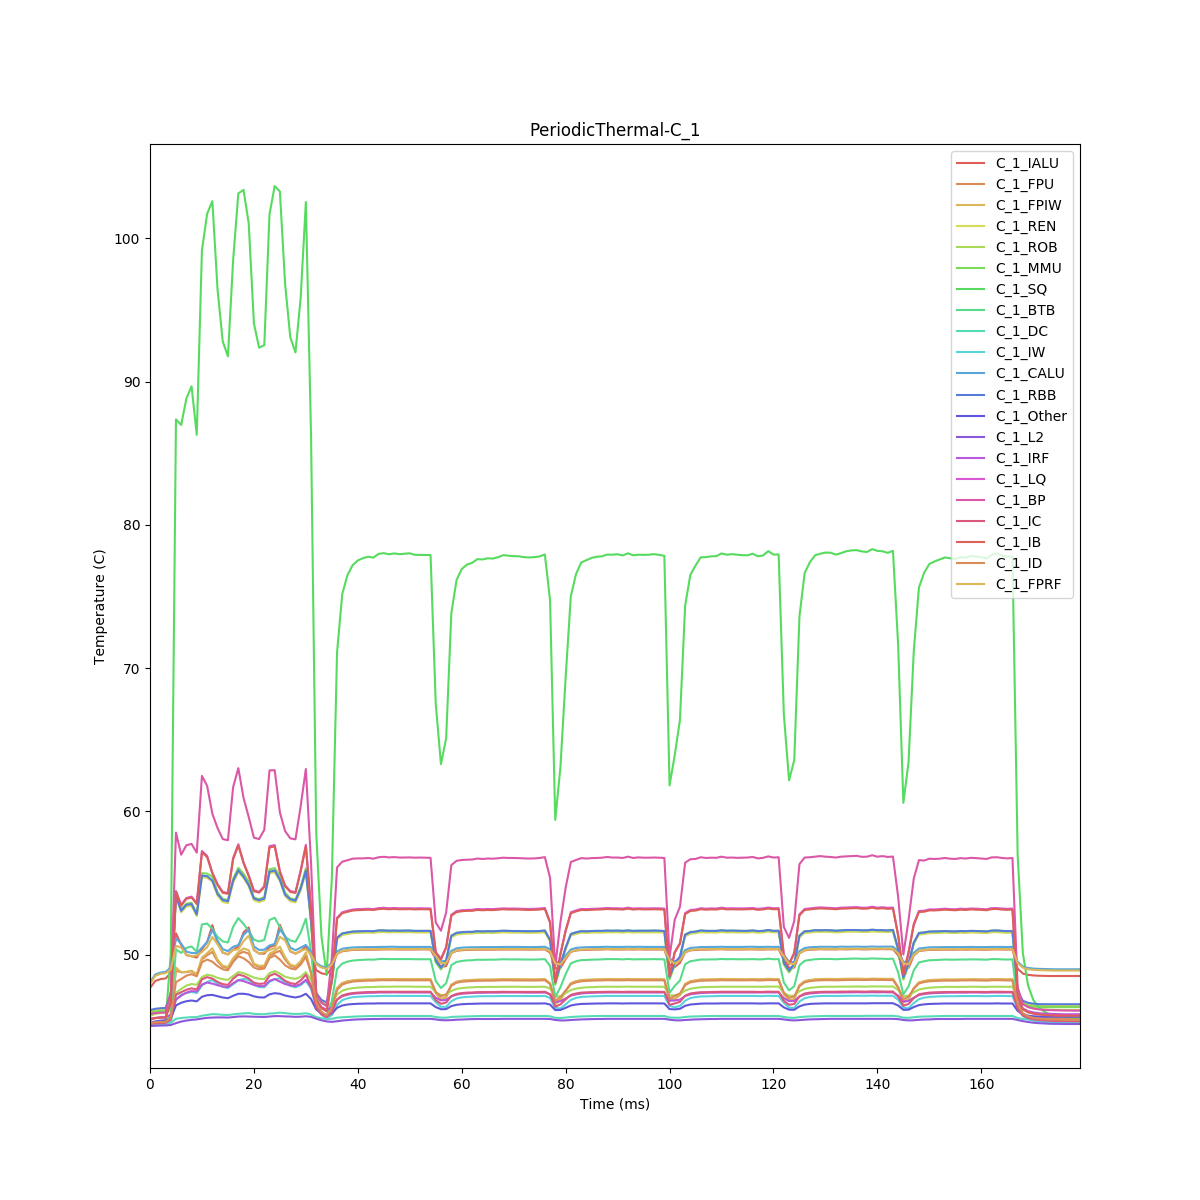 PeriodicThermal-C_1
C_1_IALU
C_1_FPU
C_1_FPIW
C_1_REN
C_1_ROB
C_1_MMU
C_1_SQ
C_1_BTB
C_1_DC
C_1_IW
C_1_CALU
C_1_RBB
C_1_Other
C_1_L2
C_1_IRF
C_1_LQ
C_1_BP
C_1_IC
C_1_IB
C_1_ID
C_1_FPRF
Temperature (C)
100
90
80
70
60
50
0 20 40 60 80 100 120 140 160
Time (ms)